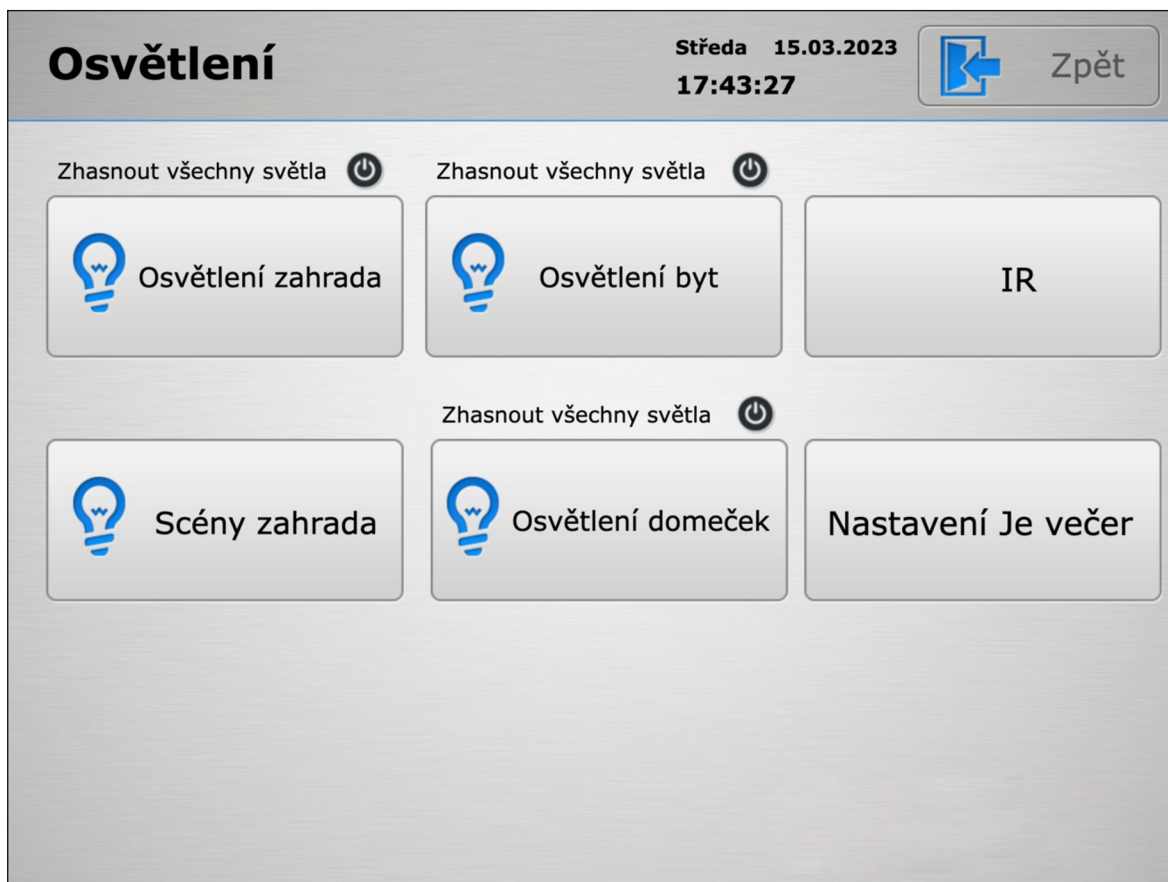 Osvětlení
Středa 15.03.2023
17:43:27
Zpět
Zhasnout všechny světla
Zhasnout všechny světla
Osvětlení zahrada
Osvětlení byt
IR
Zhasnout všechny světla
Scény zahrada
Osvětlení domeček
Nastavení Je večer